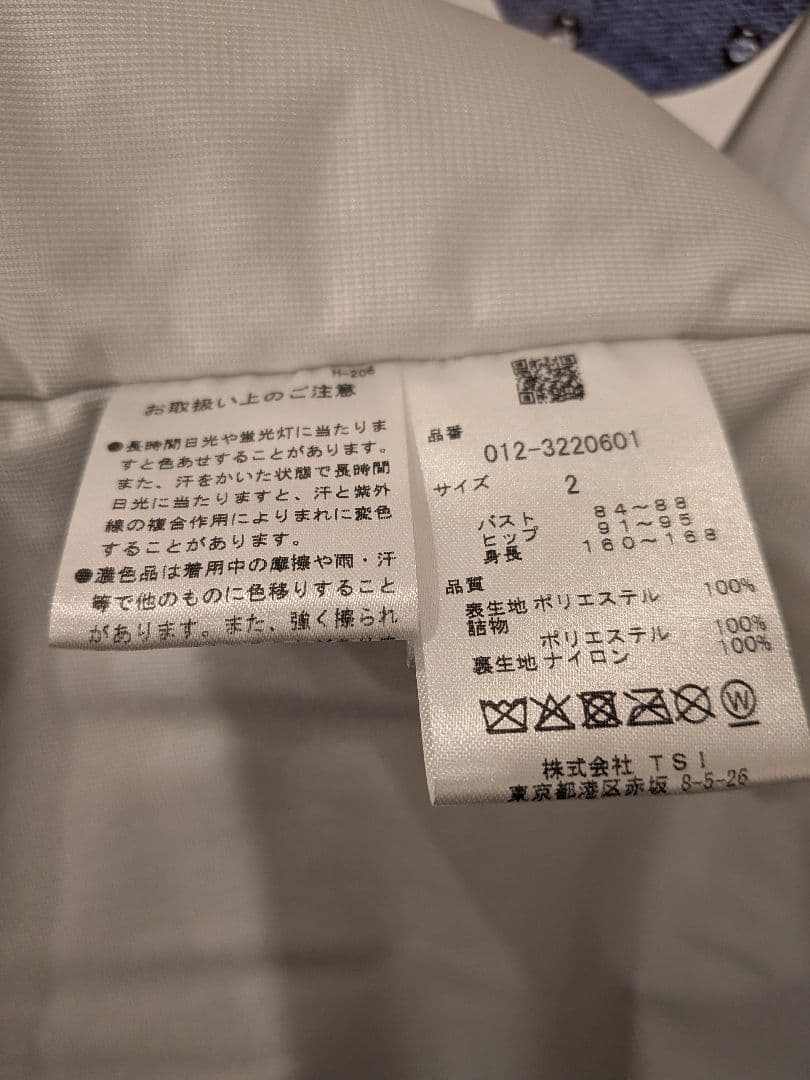 H-206
お取扱い上のご注意
●長時間日光や蛍光灯に当たりま
すと色あせすることがあります。
また、汗をかいた状態で長時間
日光に当たりますと、汗と紫外
線の複合作用によりまれに変色
することがあります。
●濃色品は着用中の摩擦や雨・汗
等で他のものに色移りすること
があります。また、強く擦られ
品番
012-3220601
サイズ 2
バスト 84～88
ヒップ 91～95
身長 160～168
品質
表生地 ポリエステル 100%
詰物
ポリエステル 100%
裏生地 ナイロン 100%
W
株式会社 TSI
東京都港区赤坂 8-5-26